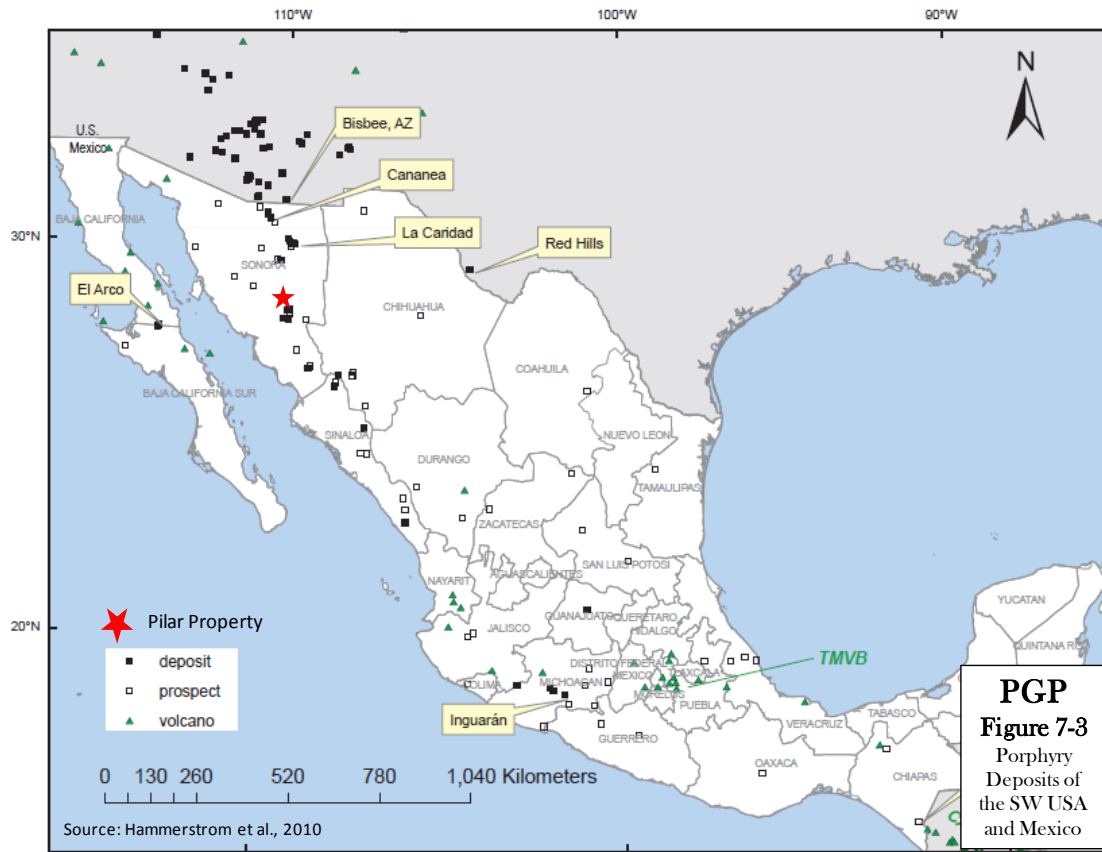 110°W
100°W
90°W
N
Bisbee, AZ
U.S.
Mexico
Cananea
BAJA CALIFORNIA
La Caridad
30°N
Red Hills
SONORA
El Arco
CHIHUAHUA
COAHUILA
BAJA CALIFORNIA SUR
SINALOA
NUEVO LEON
DURANGO
TAMAULIPAS
ZACATECAS
SAN LUIS POTOSI
AGUASCALIENTES
NAYARIT
YUCATAN
GUANAJUATO
QUERETARO
20°N
JALISCO
HIDALGO
QUINTANA ROO
Pilar Property
TMVB
deposit
DISTRITO FEDERAL
TLAXCALA
prospect
COLIMA
MICHOACAN
MEXICO
MORELOS
volcano
PUEBLA
Inguarán
VERACRUZ
TABASCO
GUERRERO
OAXACA
CHIAPAS
PGP
Figure 7-3
Porphyry
Deposits of
the SW USA
and Mexico
0 130 260 520 780 1,040 Kilometers
Source: Hammerstrom et al., 2010